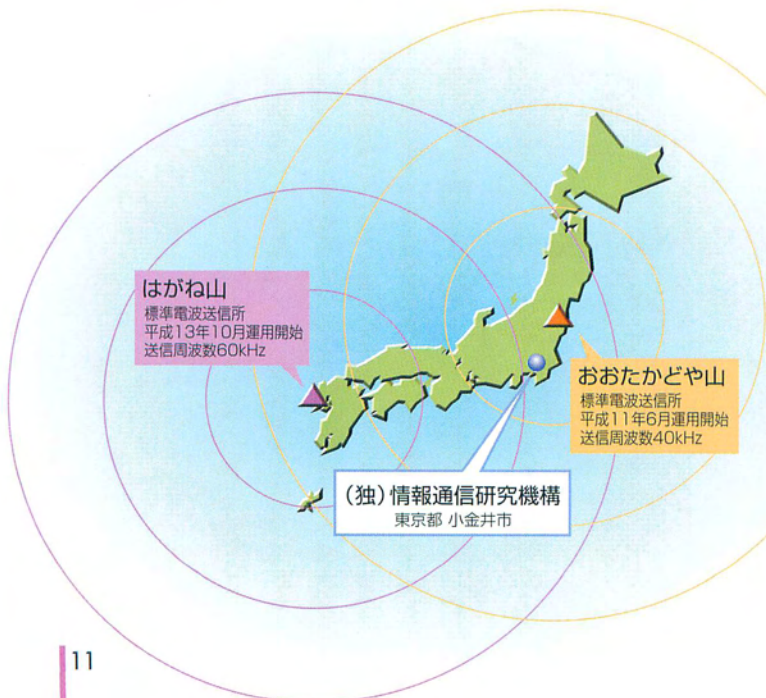 はがね山
標準電波送信所
平成13年10月運用開始
送信周波数60kHz
おおたかどや山
標準電波送信所
平成11年6月運用開始
送信周波数40kHz
(独)情報通信研究機構
東京都 小金井市
11